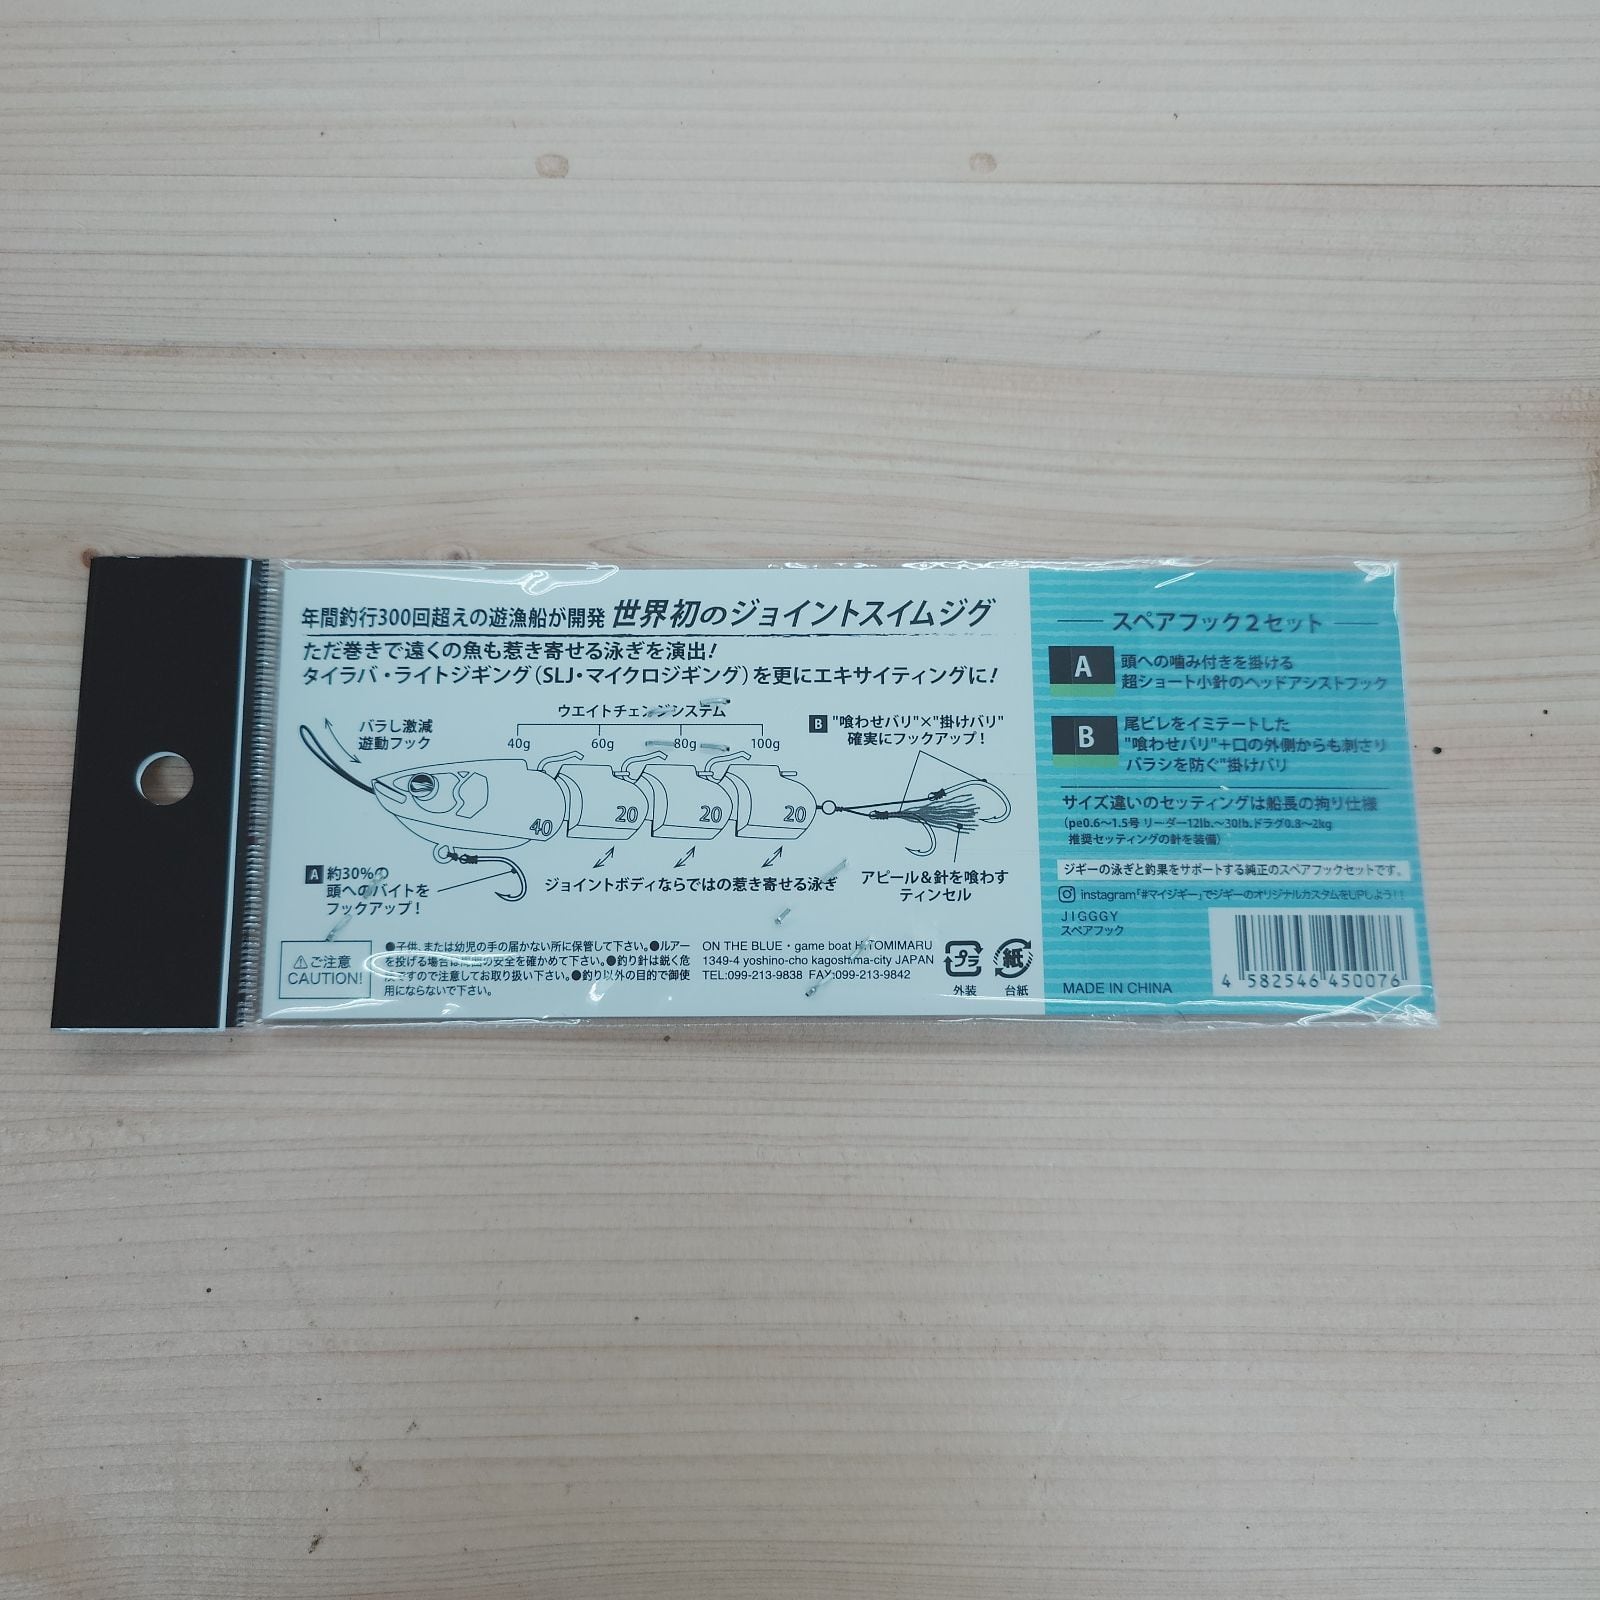 年間釣行300回超えの遊漁船が開発 世界初のジョイントスイムジグ
ただ巻きで遠くの魚も惹き寄せる泳ぎを演出!
タイラバ・ライトジギング(SLJ・マイクロジギング)を更にエキサイティングに!
バラし激減
遊動フック
ウエイトチェンジシステム
40g 60g 80g 100g
B "喰わせバリ"×"掛けバリ"
確実にフックアップ!
40 20 20 20
A 約30%の
頭へのバイトを
フックアップ!
ジョイントボディならではの惹き寄せる泳ぎ
アピール&針を喰わす
ティンセル
⚠ご注意
CAUTION!
●子供、または幼児の手の届かない所に保管して下さい。●ルアー
を投げる場合は周囲の安全を確かめて下さい。●釣り針は鋭く危
険ですので注意してお取り扱い下さい。●釣り以外の目的で御使
用にならないで下さい。
ON THE BLUE・game boat HITOMIMARU
1349-4 yoshino-cho kagoshima-city JAPAN
TEL:099-213-9838 FAX:099-213-9842
プラ
外装
紙
台紙
スペアフック2セット
A 頭への噛み付きを掛ける
超ショート小針のヘッドアシストフック
B 尾ビレをイミテートした
"喰わせバリ"+口の外側からも刺さり
バラシを防ぐ"掛けバリ
サイズ違いのセッティングは船長の拘り仕様
(pe0.6〜1.5号 リーダー12lb.〜30lb.ドラグ0.8〜2kg
推奨セッティングの針を装備)
ジギーの泳ぎと釣果をサポートする純正のスペアフックセットです。
instagram「#マイジギー」でジギーのオリジナルカスタムをUPしよう!!
JIGGGY
スペアフック
MADE IN CHINA
4 582546 450076